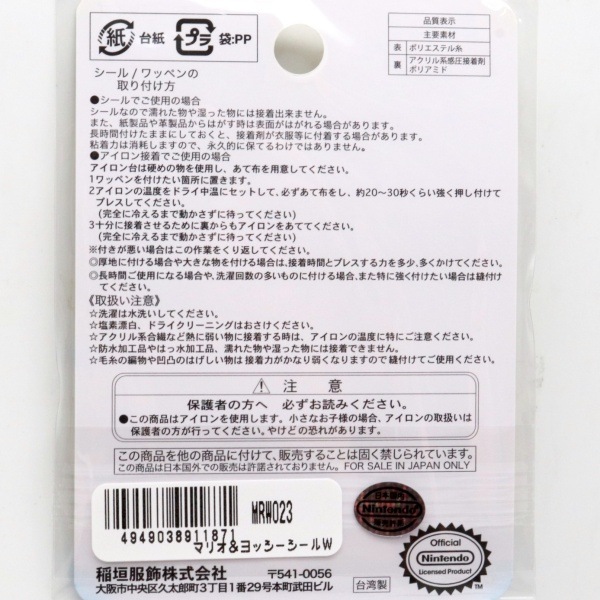 紙 台紙 プラ 袋:PP
品質表示
主要素材
表 ポリエステル糸
裏 アクリル系感圧接着剤
ポリアミド
シール/ワッペンの
取り付け方
●シールでご使用の場合
シールなので濡れた物や湿った物には接着出来ません。
また、紙製品や革製品からはがす時は表面がはがれる場合があります。
長時間付けたままにしておくと、接着剤が衣服等に付着する場合があります。
粘着力は消耗しますので、永久的に保てるわけではありません。
●アイロン接着でご使用の場合
アイロン台は硬めの物を使用し、あて布を用意してください。
1ワッペンを付けたい箇所に置きます。
2アイロンの温度をドライ中温にセットして、必ずあて布をし、約20〜30秒くらい強く押し付けて
プレスしてください。
(完全に冷えるまで動かさずに待ってください)
3十分に接着させるために裏からもアイロンをあててください。
(完全に冷えるまで動かさずに待ってください)
※付きが悪い場合はこの作業をくり返してください。
◎厚地に付ける場合や大きな物を付ける場合は、接着時間とプレスする力を多少、多くかけてください。
◎長時間ご使用になる場合や、洗濯回数の多いものに付ける場合、また特に強く付けたい場合は縫付け
てください。
《取扱い注意》
☆洗濯は水洗いしてください。
☆塩素漂白、ドライクリーニングはおさけください。
☆アクリル系合繊など熱に弱い物に接着する時は、アイロンの温度に特にご注意ください。
☆防水加工品やはっ水加工品、濡れた物や湿った物には接着できません。
☆毛糸の編物や凹凸のはげしい物は接着力がかなり弱くなりますので縫付けてご使用ください。
⚠注意
保護者の方へ 必ずお読みください。
●この商品はアイロンを使用します。小さなお子様の場合、アイロンの取扱いは
保護者の方が行ってください。やけどの恐れがあります。
この商品を他の商品に付けて、販売することは固く禁じられています。
この商品は日本国外での販売は許諾されておりません。FOR SALE IN JAPAN ONLY
MRW023
4949038911871
マリオ&ヨッシーシールW
日本国内
Nintendo
販売許諾
Official
Nintendo
Licensed Product
TM
稲垣服飾株式会社 〒541-0056
大阪市中央区久太郎町3丁目1番29号本町武田ビル
台湾製